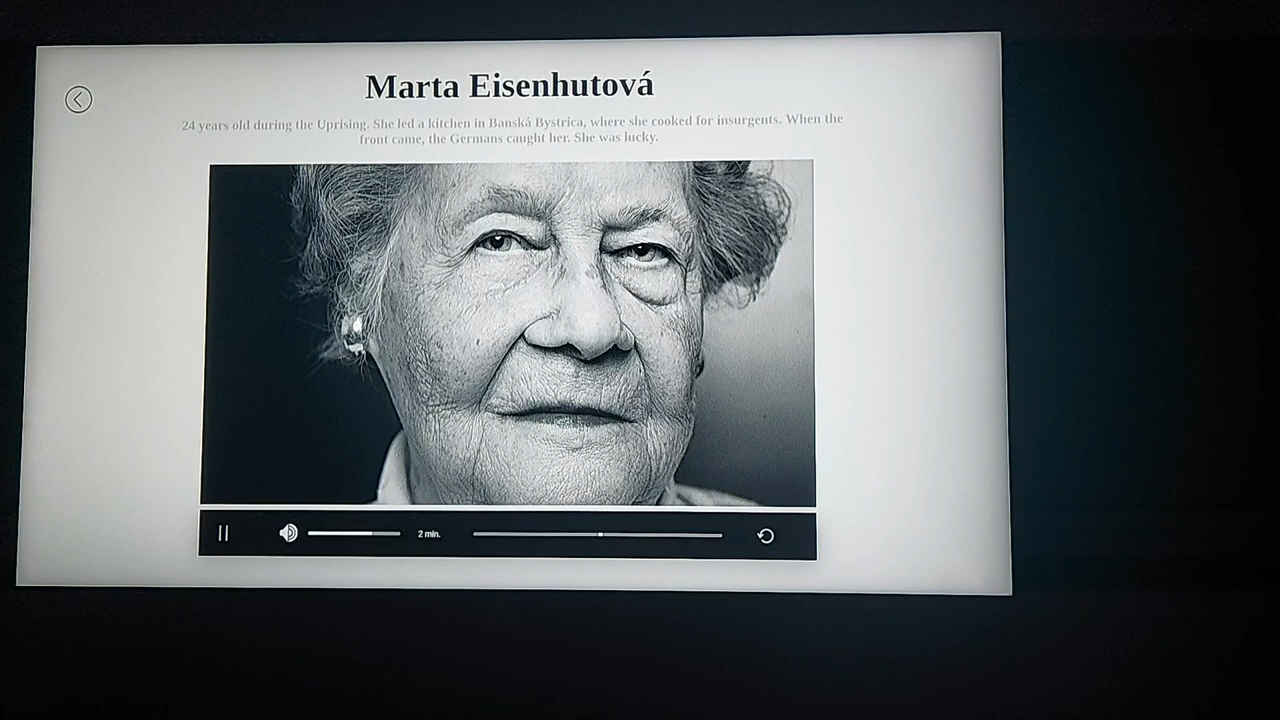 Marta Eisenhutová
24 years old during the Uprising. She led a kitchen in Banská Bystrica, where she cooked for insurgents. When the
front came, the Germans caught her. She was lucky.
2 min.